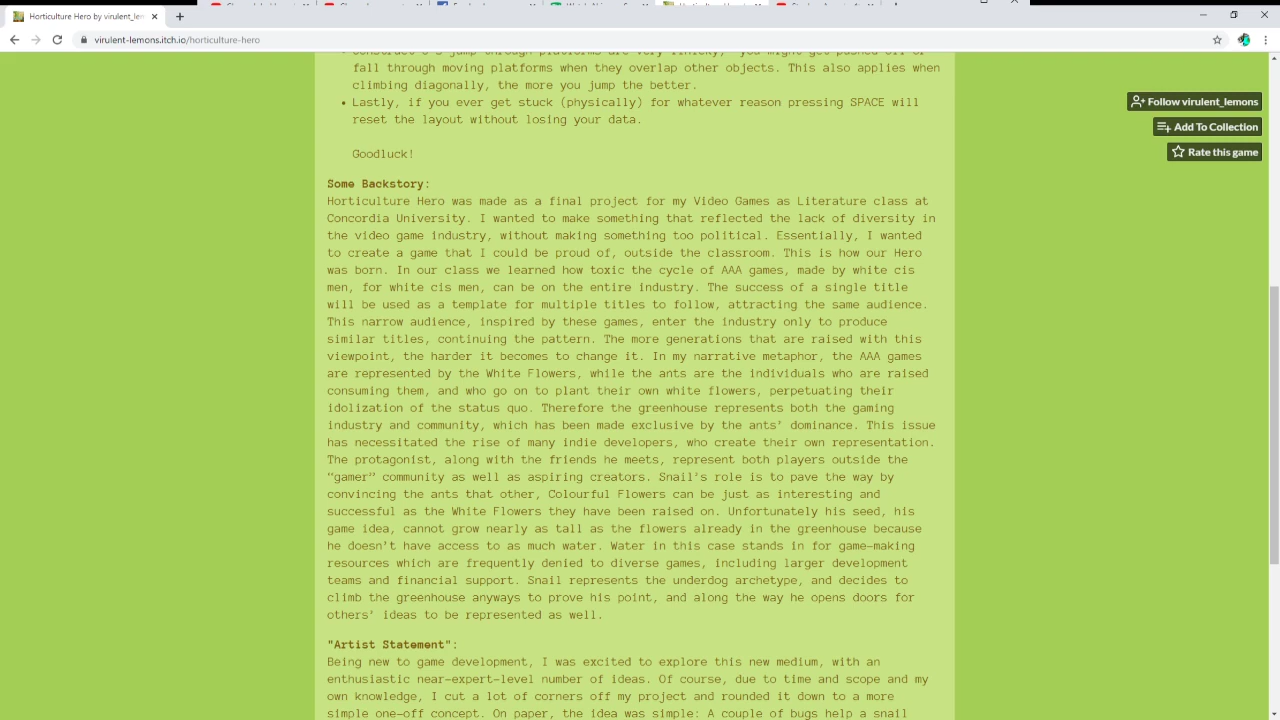 Horticulture Hero by virulent_len
virulent-lemons.itch.io/horticulture-hero
Follow virulent_lemons
Add To Collection
Rate this game
fall through moving platforms when they overlap other objects. This also applies when
climbing diagonally, the more you jump the better.
• Lastly, if you ever get stuck (physically) for whatever reason pressing SPACE will
reset the layout without losing your data.
Goodluck!
Some Backstory:
Horticulture Hero was made as a final project for my Video Games as Literature class at
Concordia University. I wanted to make something that reflected the lack of diversity in
the video game industry, without making something too political. Essentially, I wanted
to create a game that I could be proud of, outside the classroom. This is how our Hero
was born. In our class we learned how toxic the cycle of AAA games, made by white cis
men, for white cis men, can be on the entire industry. The success of a single title
will be used as a template for multiple titles to follow, attracting the same audience.
This narrow audience, inspired by these games, enter the industry only to produce
similar titles, continuing the pattern. The more generations that are raised with this
viewpoint, the harder it becomes to change it. In my narrative metaphor, the AAA games
are represented by the White Flowers, while the ants are the individuals who are raised
consuming them, and who go on to plant their own white flowers, perpetuating their
idolization of the status quo. Therefore the greenhouse represents both the gaming
industry and community, which has been made exclusive by the ants' dominance. This issue
has necessitated the rise of many indie developers, who create their own representation.
The protagonist, along with the friends he meets, represent both players outside the
“gamer” community as well as aspiring creators. Snail's role is to pave the way by
convincing the ants that other, Colourful Flowers can be just as interesting and
successful as the White Flowers they have been raised on. Unfortunately his seed, his
game idea, cannot grow nearly as tall as the flowers already in the greenhouse because
he doesn't have access to as much water. Water in this case stands in for game-making
resources which are frequently denied to diverse games, including larger development
teams and financial support. Snail represents the underdog archetype, and decides to
climb the greenhouse anyways to prove his point, and along the way he opens doors for
others' ideas to be represented as well.
"Artist Statement":
Being new to game development, I was excited to explore this new medium, with an
enthusiastic near-expert-level number of ideas. Of course, due to time and scope and my
own knowledge, I cut a lot of corners off my project and rounded it down to a more
simple one-off concept. On paper, the idea was simple: A couple of bugs help a snail